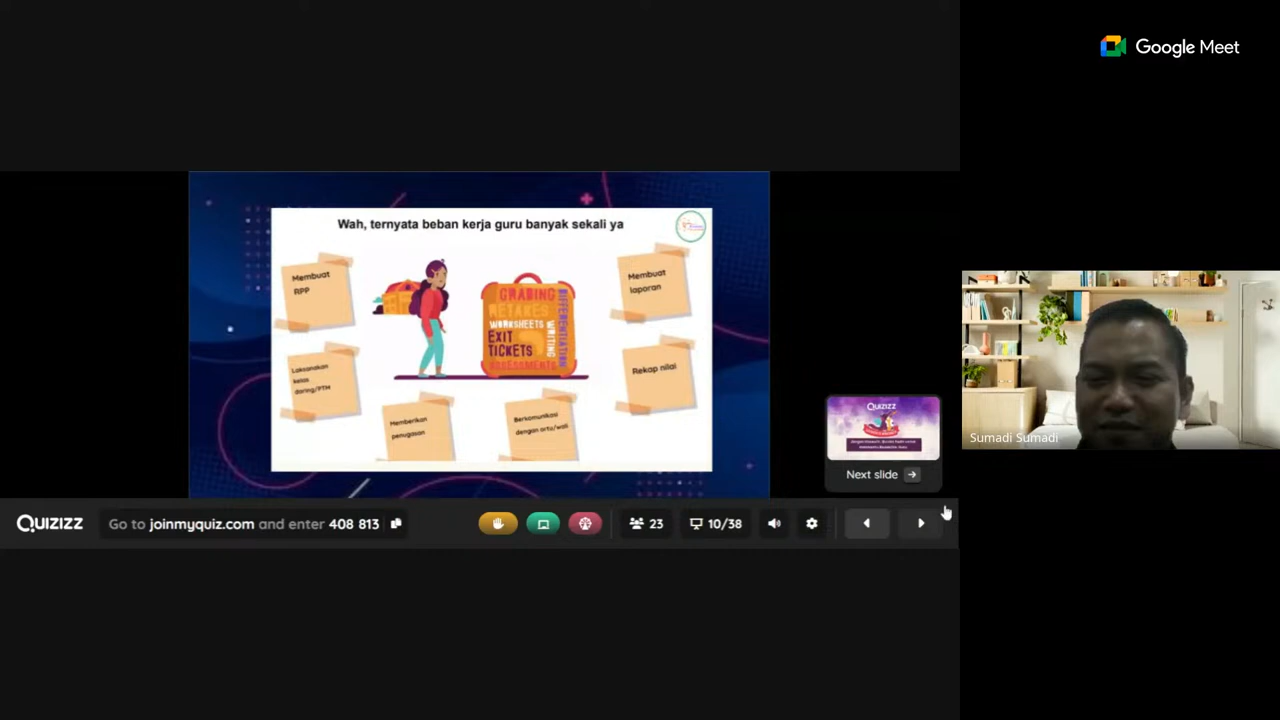 Google Meet
Wah, ternyata beban kerja guru banyak sekali ya
Membuat
RPP
Membuat
laporan
GRADING
RETAKES
WORKSHEETS
EXIT
TICKETS
ASSESSMENTS
WRITING
DIFFERENTIATION
Laksanakan
kelas
daring/PTM
Rekap nilai
Memberikan
penugasan
Berkomunikasi
dengan ortu/wali
QUIZIZZ
Next slide
Sumadi Sumadi
QUIZIZZ
Go to joinmyquiz.com and enter 408 813
23
10/38